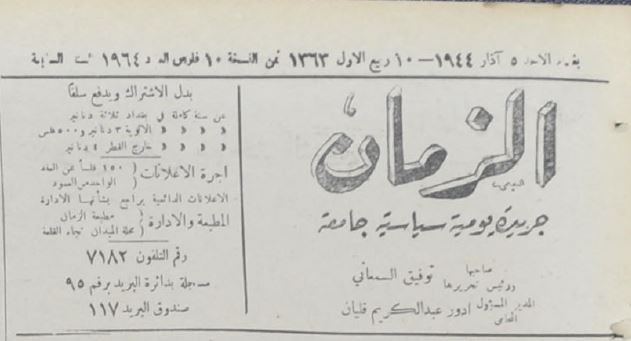 بغداد الاحد ٥ آذار ١٩٤٤ — ١٠ ربيع الاول ١٣٦٣ ثمن النسخة ١٠ فلوس العدد ١٩٦٤ السنة السابعة
الزمان
جريدة يومية سياسية جامعة
صاحبها ورئيس تحريرها توفيق السمعاني
المدير المسؤول المحامي ادور عبدالكريم قليان
بدل الاشتراك ويدفع سلفا
عن سنة كاملة في بغداد ثلاثة دنانير
« « « الالوية ٣ دنانير و ٥٠٠ فلس
« « « خارج القطر ٤ دنانير
اجرة الاعلانات ( ١٥٠ فلساً عن العقد
الواحد من العمود
الاعلانات الدائمية يراجع بشأنها الادارة
المطبعة والادارة ( مطبعة الزمان
محلة الميدان تجاه القلعة
رقم التلفون ٧١٨٢
مسجلة بدائرة البريد برقم ٩٥
صندوق البريد ١١٧